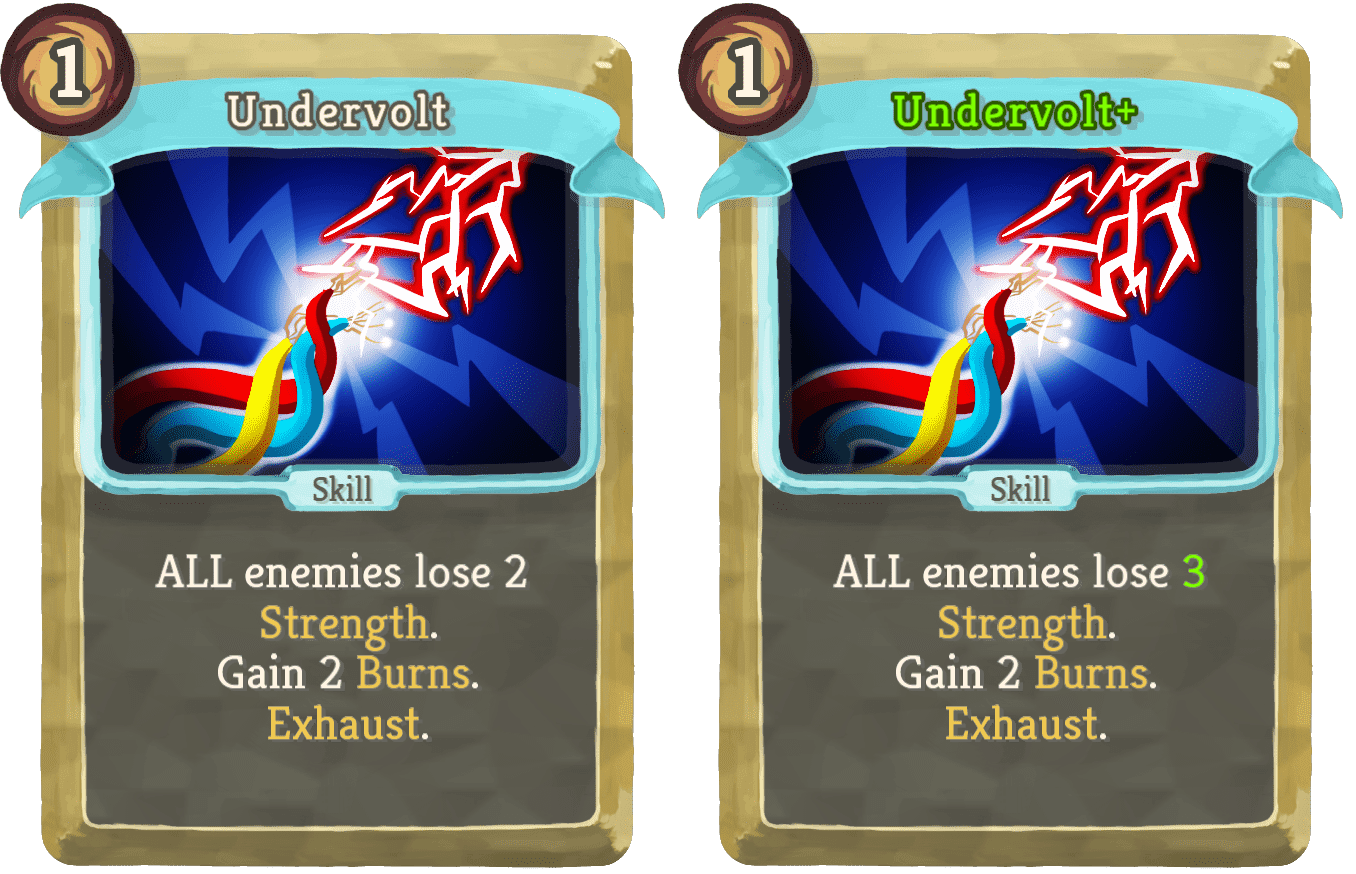 1
Undervolt
Skill
ALL enemies lose 2
Strength.
Gain 2 Burns.
Exhaust.
1
Undervolt+
Skill
ALL enemies lose 3
Strength.
Gain 2 Burns.
Exhaust.